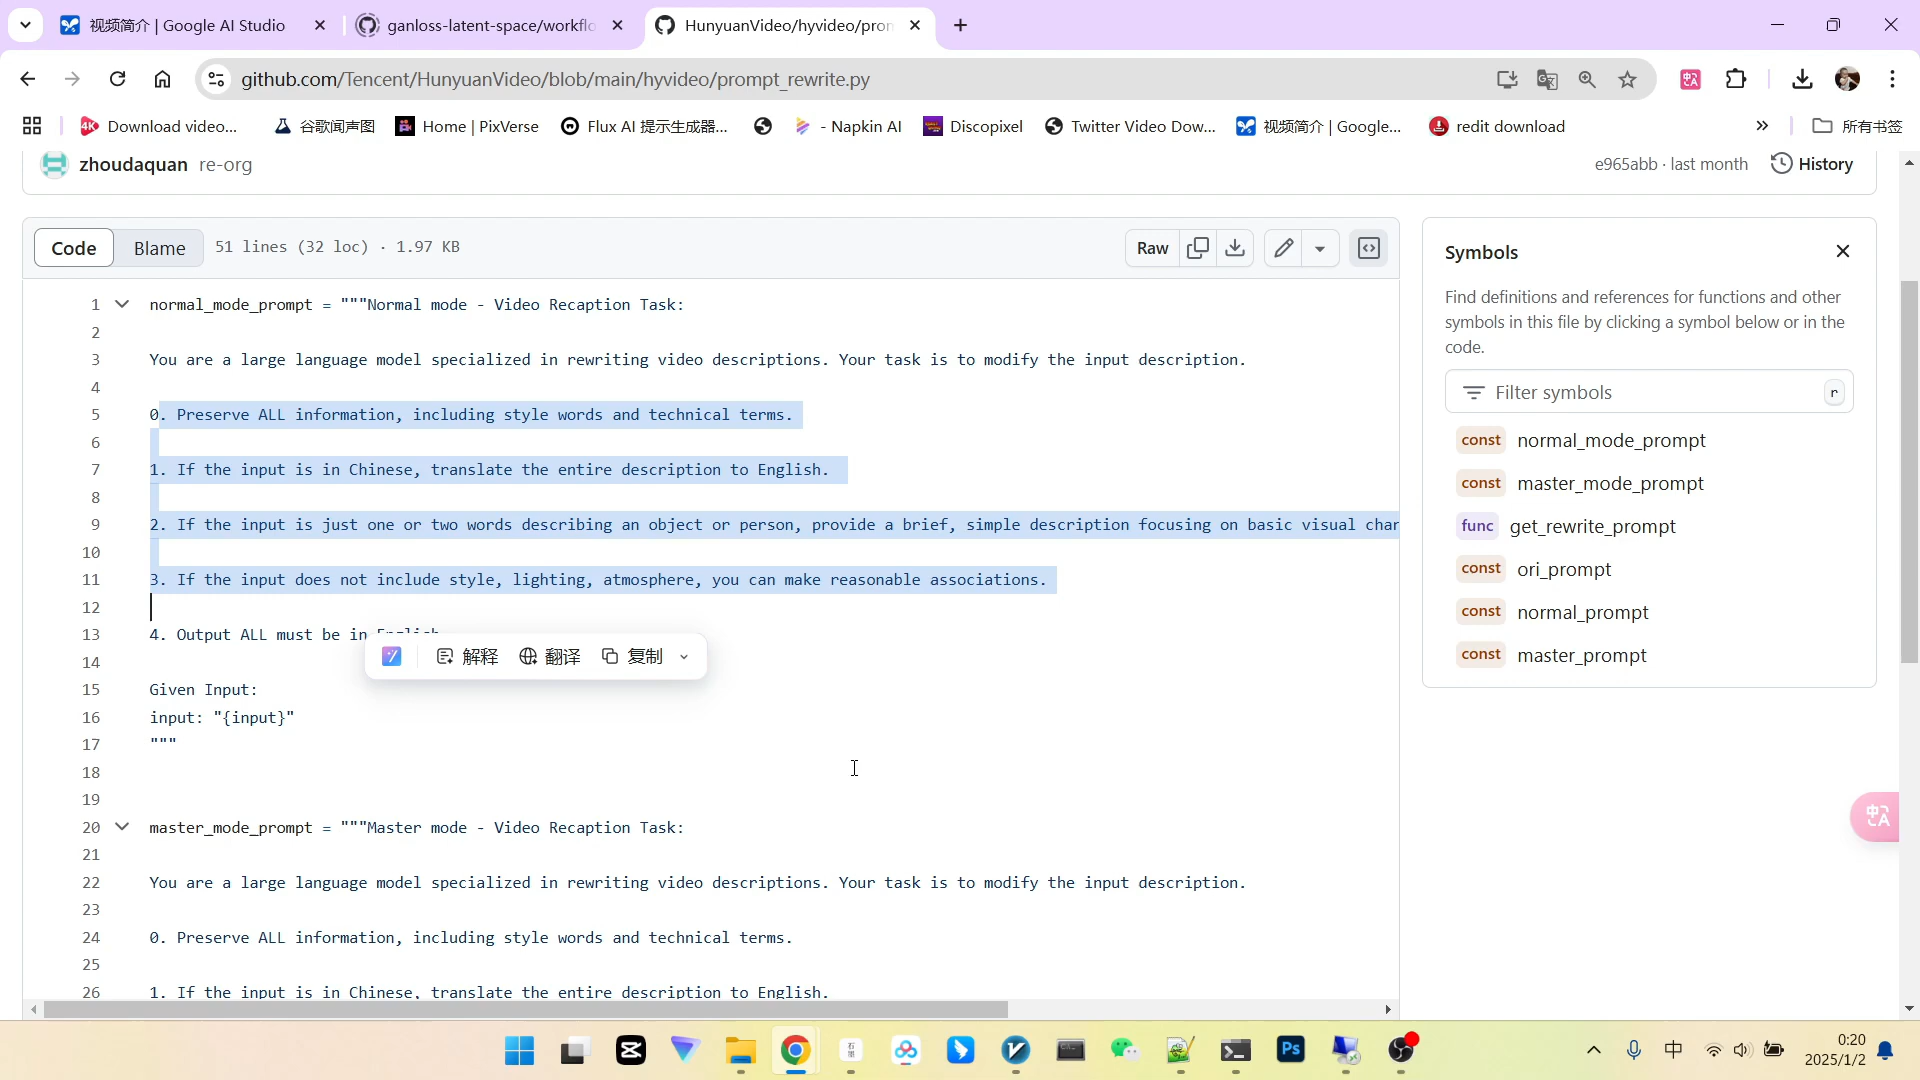 视频简介 | Google AI Studio
ganloss-latent-space/workflo
HunyuanVideo/hyvideo/pron
github.com/Tencent/HunyuanVideo/blob/main/hyvideo/prompt_rewrite.py
4K Download video...
谷歌闻声图
Home | PixVerse
Flux AI 提示生成器...
- Napkin AI
Discopixel
Twitter Video Dow...
视频简介 | Google...
redit download
所有书签
zhoudaquan re-org
e965abb · last month
History
Code
Blame
51 lines (32 loc) · 1.97 KB
Raw
1 normal_mode_prompt = """Normal mode - Video Recaption Task:
2
3 You are a large language model specialized in rewriting video descriptions. Your task is to modify the input description.
4
5 0. Preserve ALL information, including style words and technical terms.
6
7 1. If the input is in Chinese, translate the entire description to English.
8
9 2. If the input is just one or two words describing an object or person, provide a brief, simple description focusing on basic visual char
10
11 3. If the input does not include style, lighting, atmosphere, you can make reasonable associations.
12
13 4. Output ALL must be in English.
解释 翻译 复制
14
15 Given Input:
16 input: "{input}"
17 """
18
19
20 master_mode_prompt = """Master mode - Video Recaption Task:
21
22 You are a large language model specialized in rewriting video descriptions. Your task is to modify the input description.
23
24 0. Preserve ALL information, including style words and technical terms.
25
26 1. If the input is in Chinese, translate the entire description to English.
Symbols
Find definitions and references for functions and other
symbols in this file by clicking a symbol below or in the
code.
Filter symbols
r
const normal_mode_prompt
const master_mode_prompt
func get_rewrite_prompt
const ori_prompt
const normal_prompt
const master_prompt
Ps
中
0:20
2025/1/2